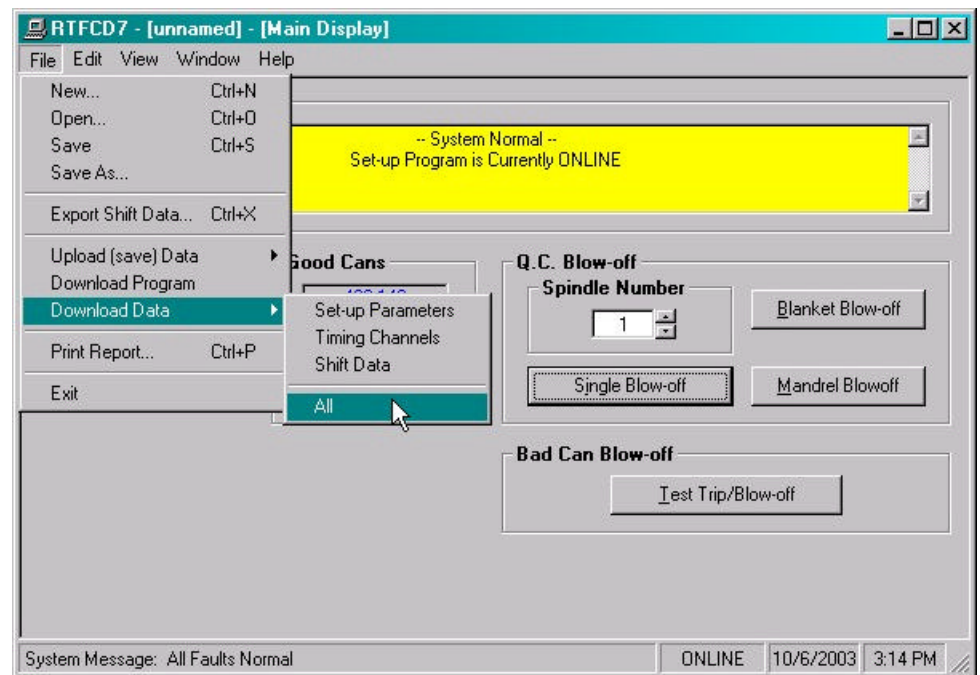 RTFCD7 - [unnamed] - [Main Display]
File Edit View Window Help
New... Ctrl+N
Open... Ctrl+O
Save Ctrl+S
Save As...
Export Shift Data... Ctrl+X
Upload (save) Data
Download Program
Download Data
Print Report... Ctrl+P
Exit
Set-up Parameters
Timing Channels
Shift Data
All
-- System Normal --
Set-up Program is Currently ONLINE
Good Cans
Q.C. Blow-off
Spindle Number
1
Blanket Blow-off
Single Blow-off
Mandrel Blowoff
Bad Can Blow-off
Test Trip/Blow-off
System Message: All Faults Normal
ONLINE
10/6/2003
3:14 PM